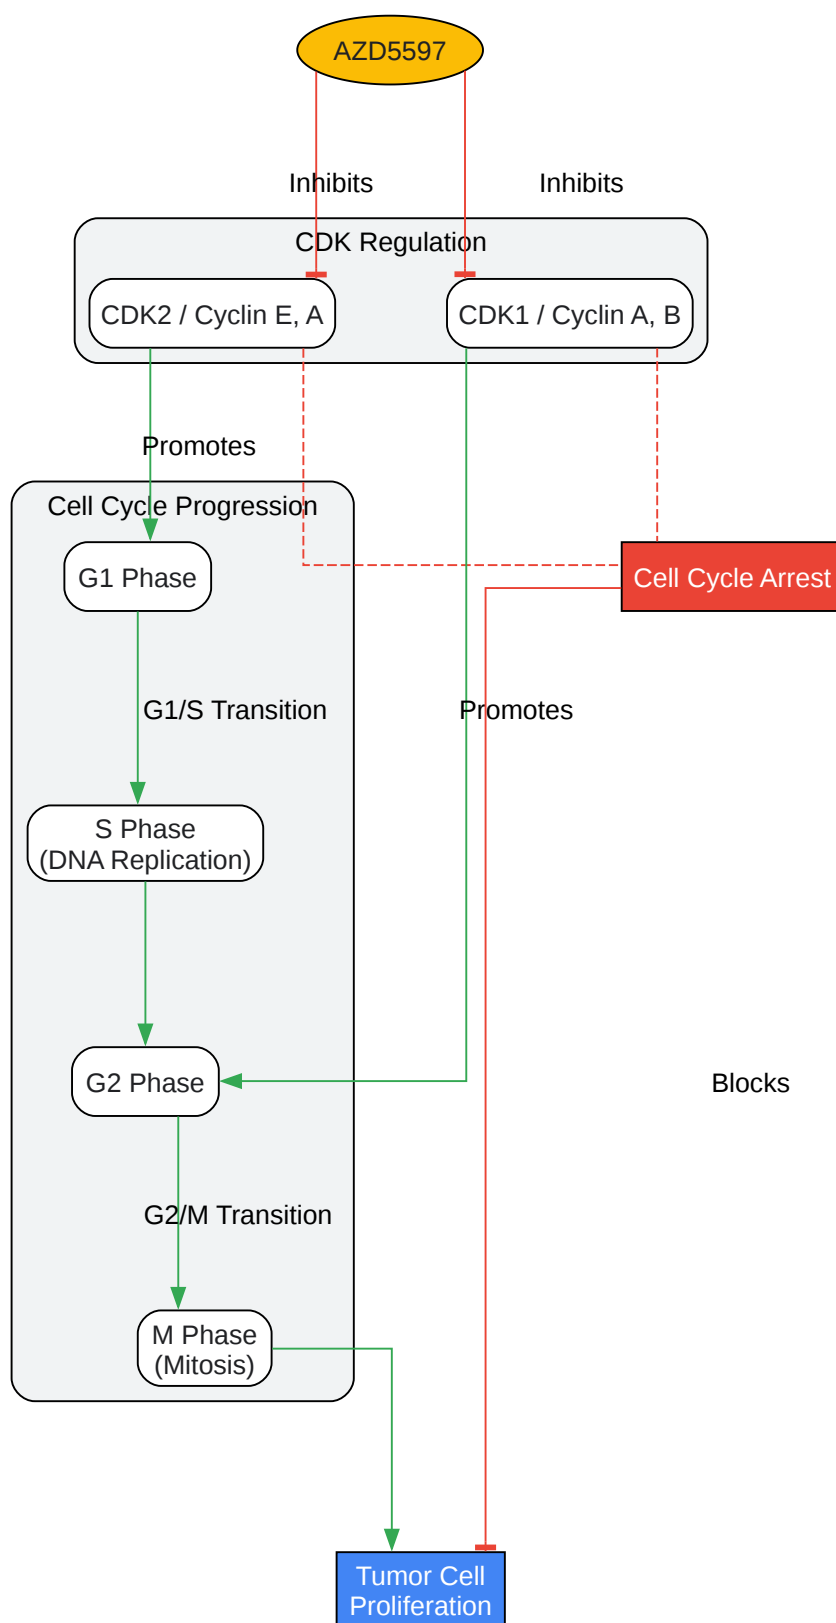 AZD5597
Inhibits
Inhibits
CDK Regulation
CDK2 / Cyclin E, A
CDK1 / Cyclin A, B
Promotes
Cell Cycle Progression
G1 Phase
Cell Cycle Arrest
G1/S Transition
Promotes
S Phase
(DNA Replication)
G2 Phase
Blocks
G2/M Transition
M Phase
(Mitosis)
Tumor Cell
Proliferation